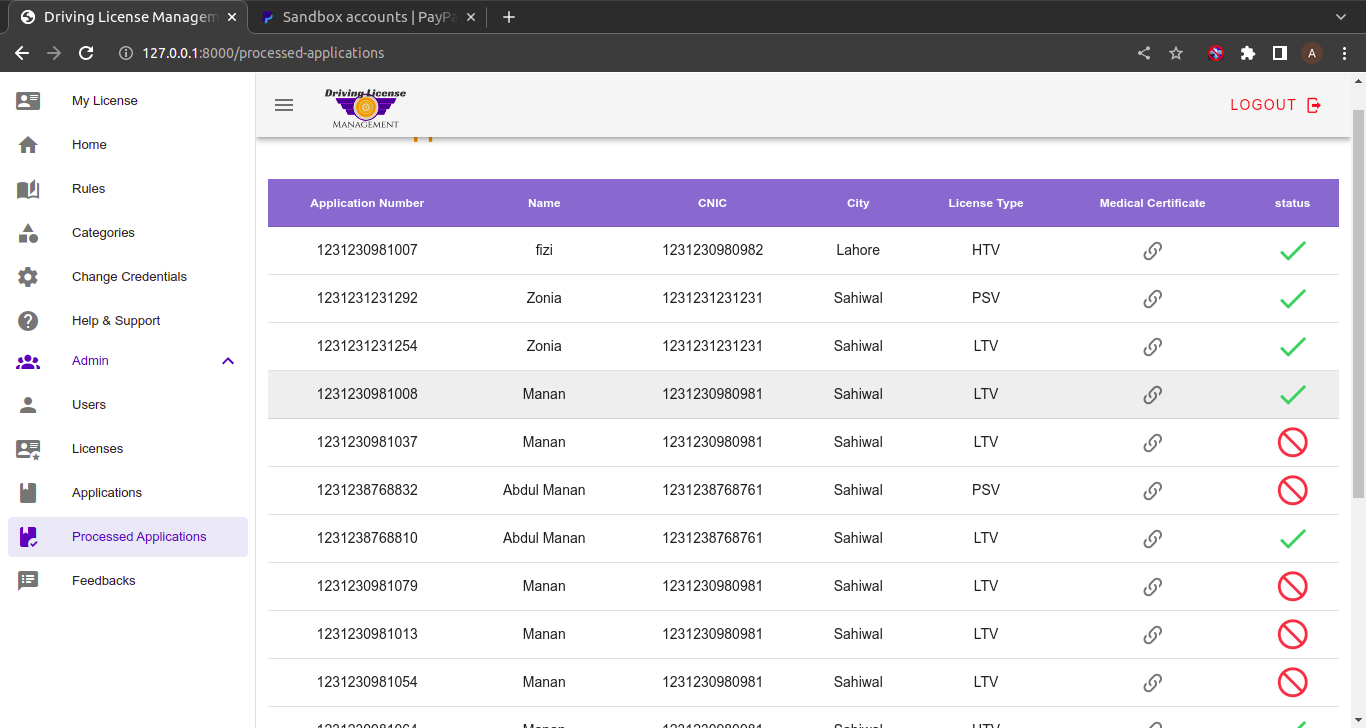 Driving License Managem
Sandbox accounts | PayPa
127.0.0.1:8000/processed-applications
A
My License
Home
Rules
Categories
Change Credentials
Help & Support
Admin
Users
Licenses
Applications
Processed Applications
Feedbacks
Driving License
Management
LOGOUT
Application Number Name CNIC City License Type Medical Certificate status
1231230981007 fizi 1231230980982 Lahore HTV
1231231231292 Zonia 1231231231231 Sahiwal PSV
1231231231254 Zonia 1231231231231 Sahiwal LTV
1231230981008 Manan 1231230980981 Sahiwal LTV
1231230981037 Manan 1231230980981 Sahiwal LTV
1231238768832 Abdul Manan 1231238768761 Sahiwal PSV
1231238768810 Abdul Manan 1231238768761 Sahiwal LTV
1231230981079 Manan 1231230980981 Sahiwal LTV
1231230981013 Manan 1231230980981 Sahiwal LTV
1231230981054 Manan 1231230980981 Sahiwal LTV